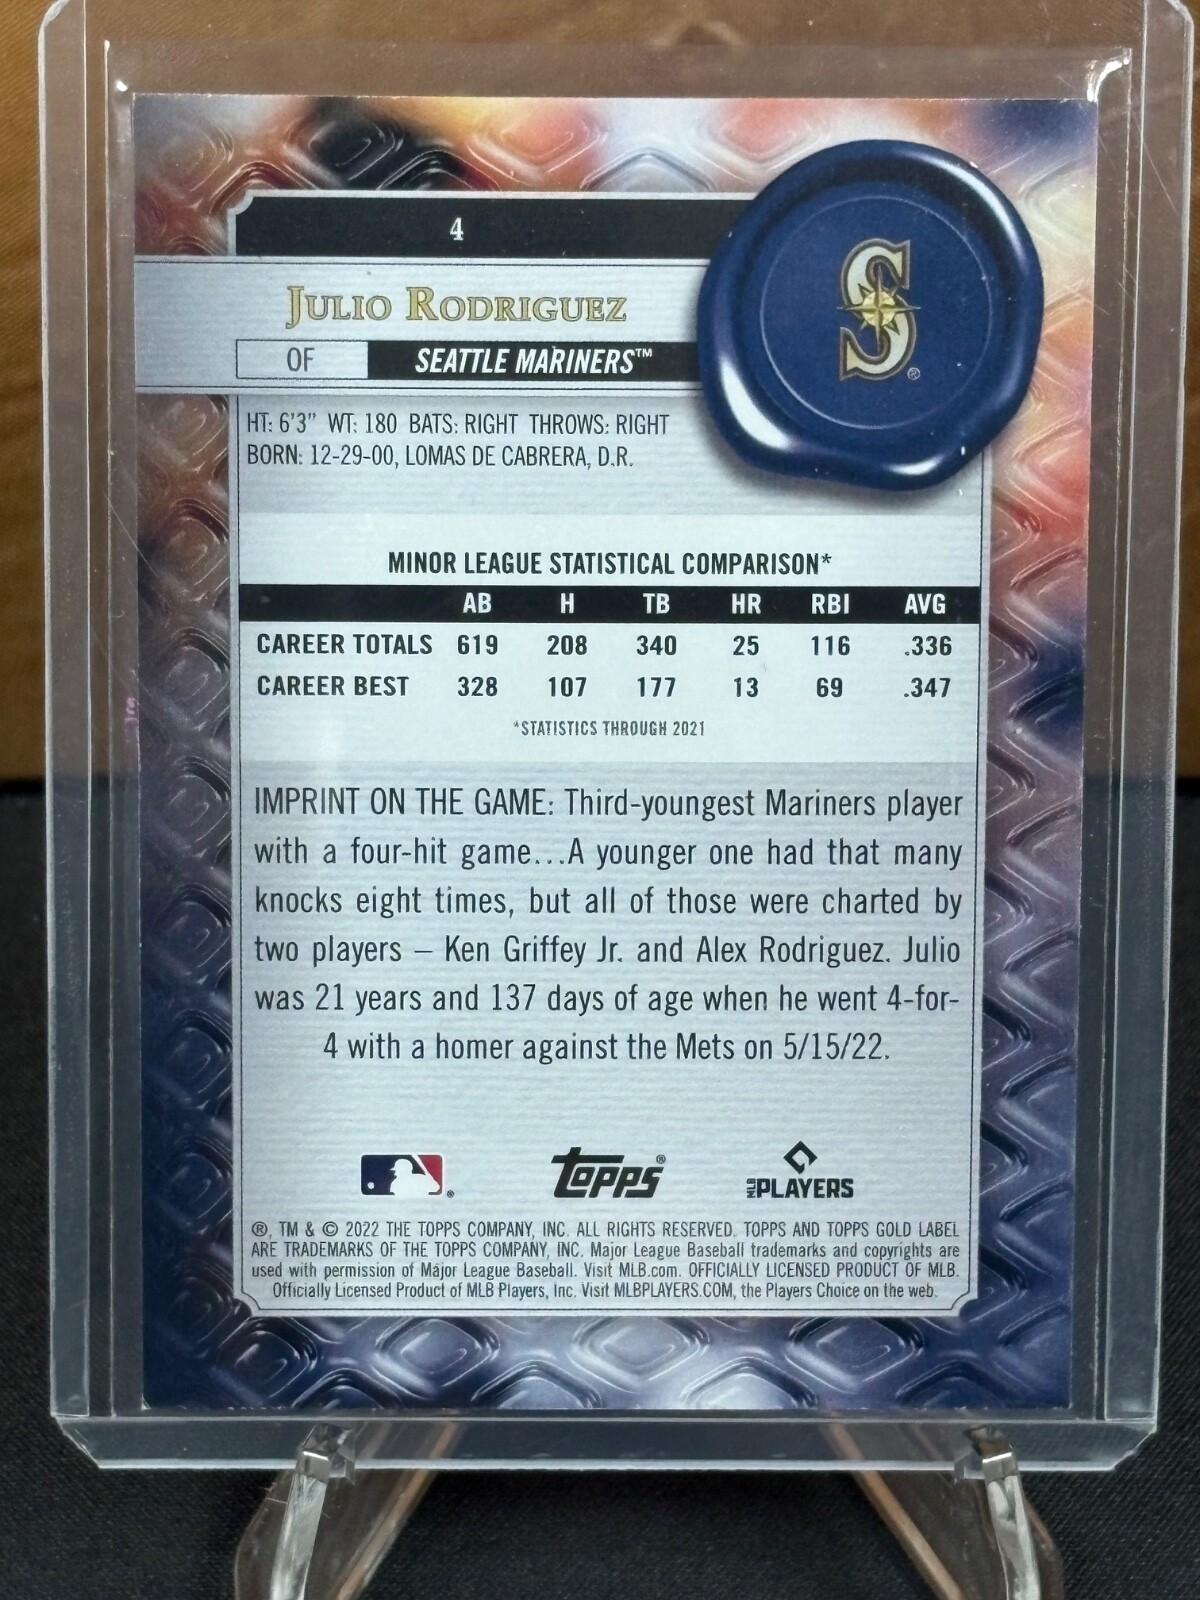 4
JULIO RODRIGUEZ
OF SEATTLE MARINERS™
S®
HT: 6'3" WT: 180 BATS: RIGHT THROWS: RIGHT
BORN: 12-29-00, LOMAS DE CABRERA, D.R.
MINOR LEAGUE STATISTICAL COMPARISON*
AB H TB HR RBI AVG
CAREER TOTALS 619 208 340 25 116 .336
CAREER BEST 328 107 177 13 69 .347
*STATISTICS THROUGH 2021
IMPRINT ON THE GAME: Third-youngest Mariners player
with a four-hit game...A younger one had that many
knocks eight times, but all of those were charted by
two players – Ken Griffey Jr. and Alex Rodriguez. Julio
was 21 years and 137 days of age when he went 4-for-
4 with a homer against the Mets on 5/15/22.
® topps® MLB PLAYERS
®, TM & © 2022 THE TOPPS COMPANY, INC. ALL RIGHTS RESERVED. TOPPS AND TOPPS GOLD LABEL
ARE TRADEMARKS OF THE TOPPS COMPANY, INC. Major League Baseball trademarks and copyrights are
used with permission of Major League Baseball. Visit MLB.com. OFFICIALLY LICENSED PRODUCT OF MLB.
Officially Licensed Product of MLB Players, Inc. Visit MLBPLAYERS.COM, the Players Choice on the web.